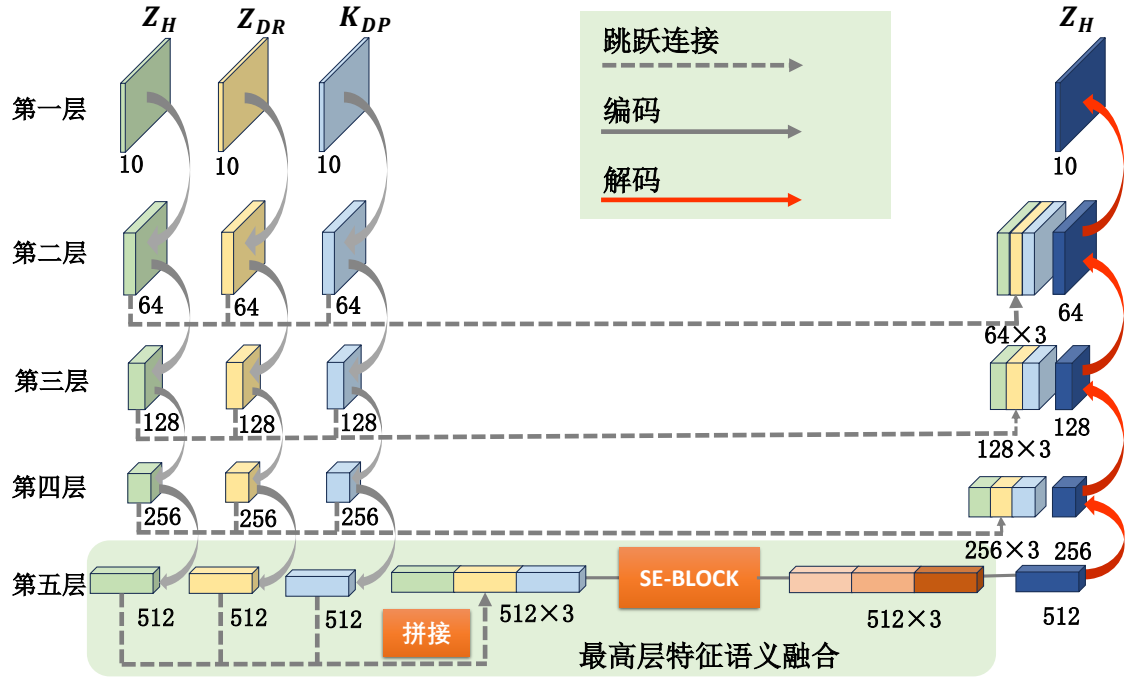 Z_H Z_DR K_DP Z_H
跳跃连接
编码
解码
第一层
10 10 10 10
第二层
64 64 64 64×3 64
第三层
128 128 128 128×3 128
第四层
256 256 256 256×3 256
第五层
512 512 512 512×3 SE-BLOCK 512×3 512
拼接
最高层特征语义融合